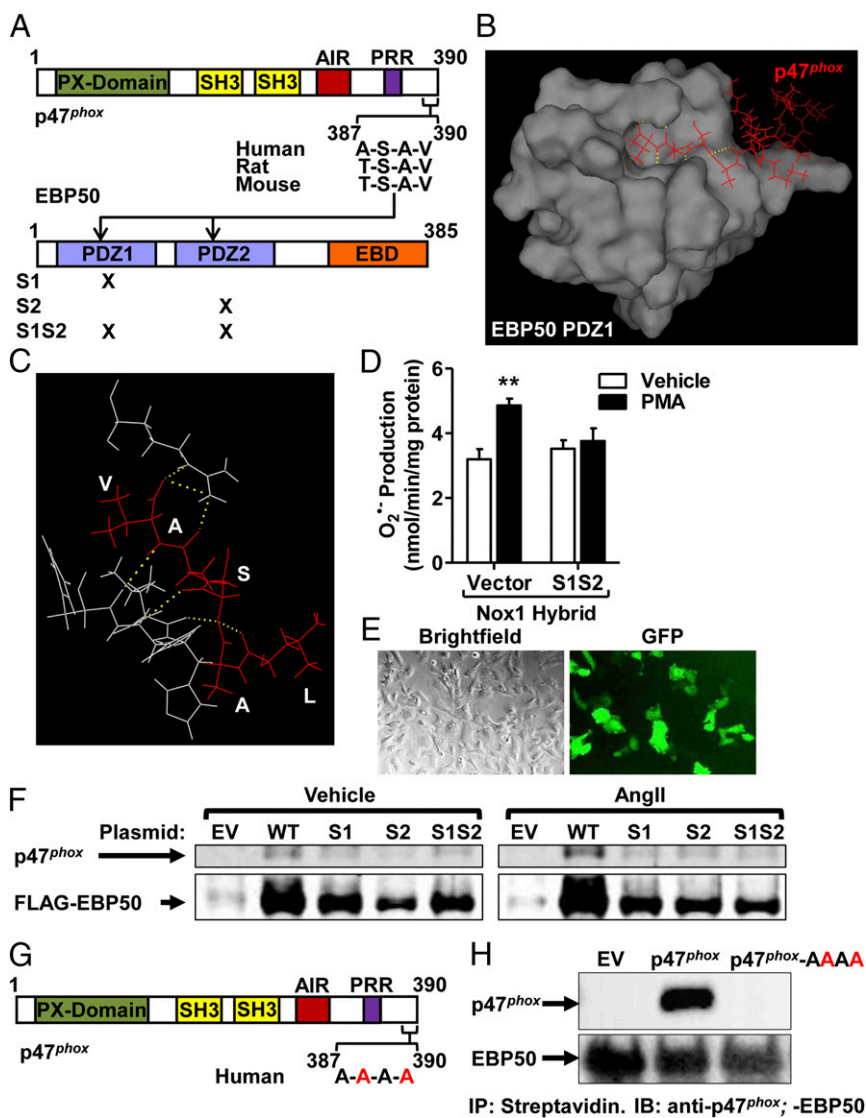 A
1 AIR PRR 390
PX-Domain SH3 SH3
p47phox
387 390
Human A-S-A-V
Rat T-S-A-V
Mouse T-S-A-V
EBP50
1 385
PDZ1 PDZ2 EBD
S1 X
S2 X
S1S2 X X
B
p47phox
EBP50 PDZ1
C
V
A
S
A
L
D
O2•- Production
(nmol/min/mg protein)
6
4
2
0
**
Vehicle
PMA
Vector S1S2
Nox1 Hybrid
E
Brightfield GFP
F
Vehicle AngII
Plasmid: EV WT S1 S2 S1S2 EV WT S1 S2 S1S2
p47phox
FLAG-EBP50
G
1 AIR PRR 390
PX-Domain SH3 SH3
p47phox
387 390
Human A-A-A-A
H
EV p47phox p47phox-AAAA
p47phox
EBP50
IP: Streptavidin. IB: anti-p47phox; -EBP50